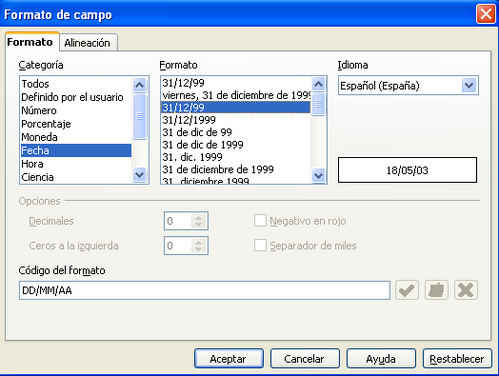 Formato de campo
Formato Alineación
Categoría Formato Idioma
Todos
Definido por el usuario
Número
Porcentaje
Moneda
Fecha
Hora
Ciencia
31/12/99
viernes, 31 de diciembre de 1999
31/12/99
31/12/1999
31 de dic de 99
31 de dic de 1999
31. dic. 1999
31 de diciembre de 1999
31. diciembre 1999
Español (España)
18/05/03
Opciones
Decimales 0 Negativo en rojo
Ceros a la izquierda 0 Separador de miles
Código del formato
DD/MM/AA
Aceptar Cancelar Ayuda Restablecer